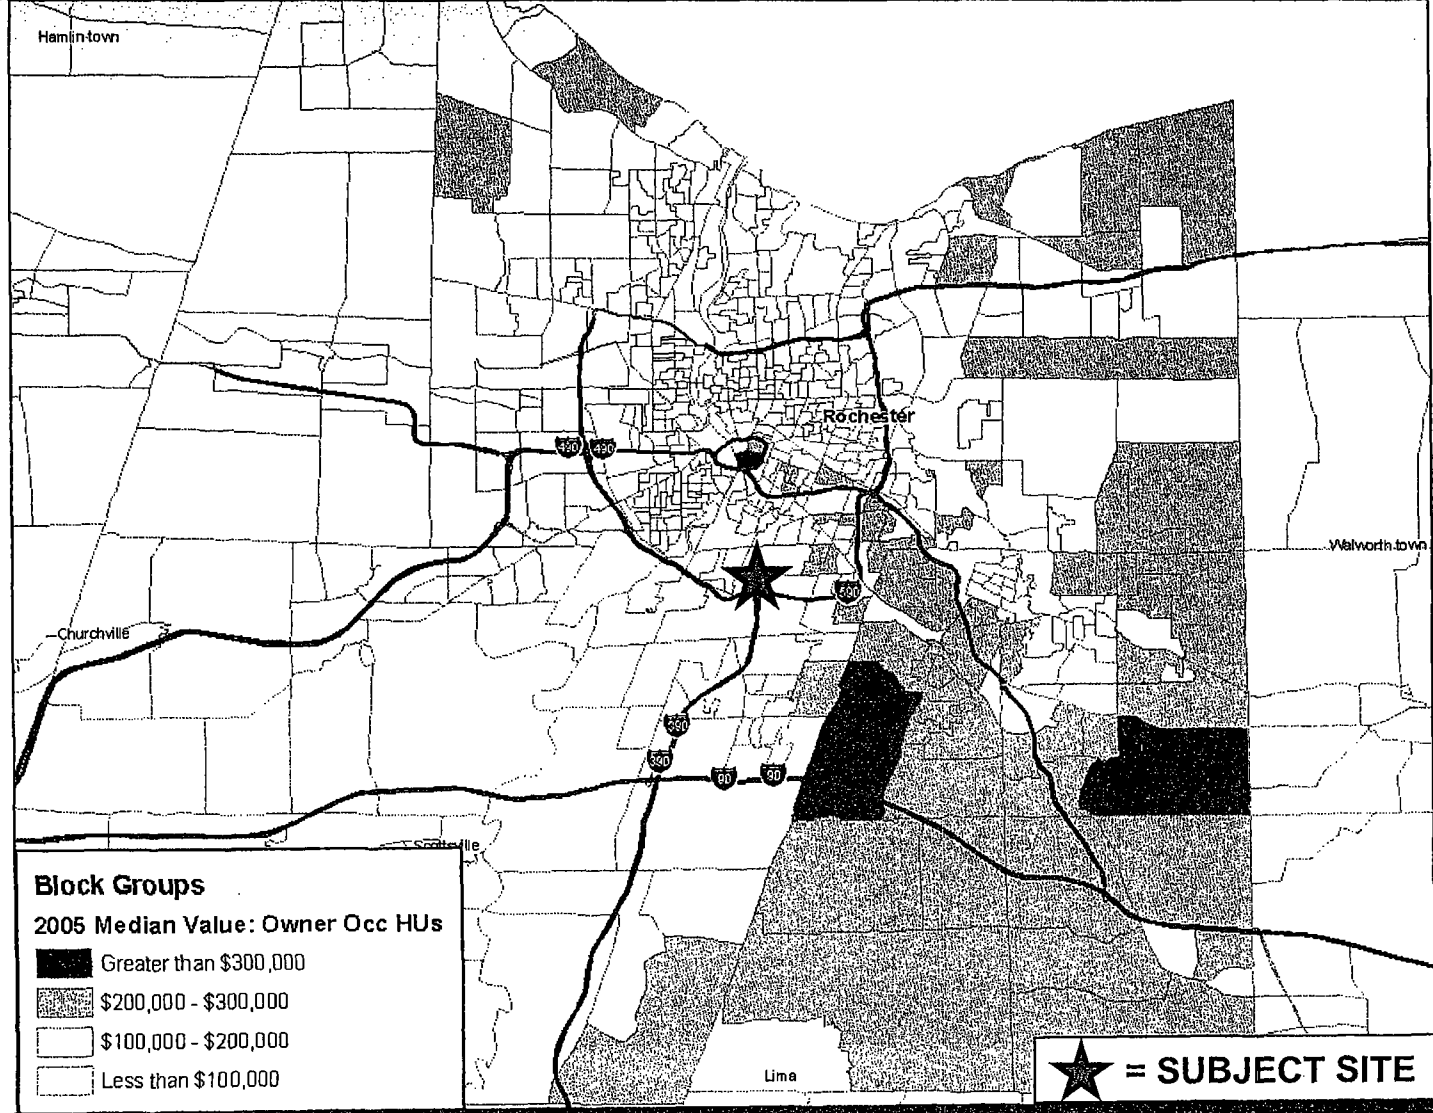 Hamlin town
Rochester
490
490
Walworth town
Churchville
390
390
90
90
Scottsville
Block Groups
2005 Median Value: Owner Occ HUs
Greater than $300,000
$200,000 - $300,000
$100,000 - $200,000
Less than $100,000
Lima
= SUBJECT SITE